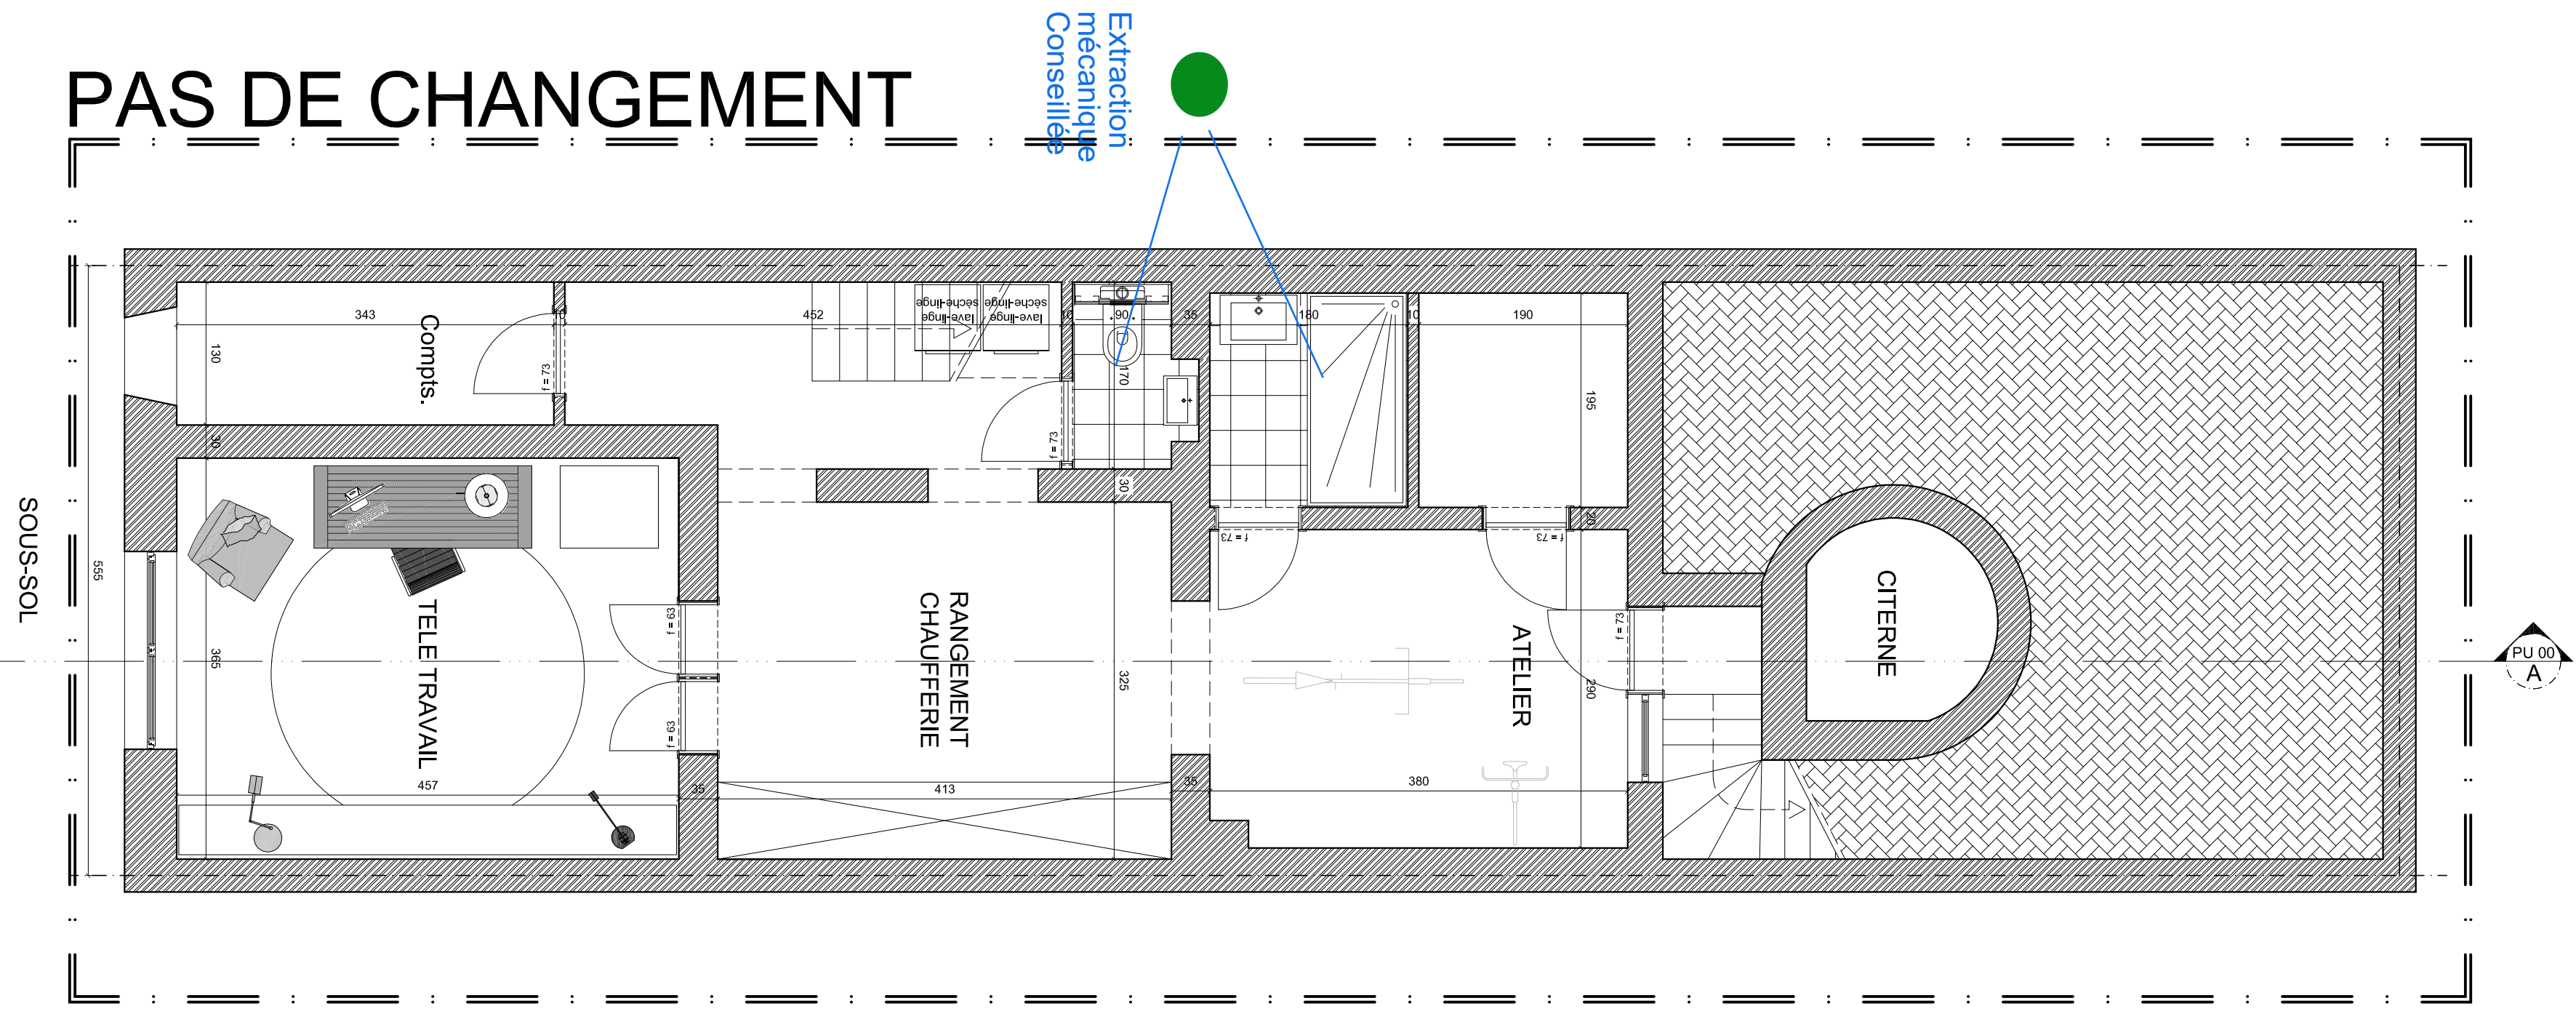 Extraction
mécanique
Conseillée
PAS DE CHANGEMENT
SOUS-SOL
555
343
10
452
10
90
35
180
10
190
130
Compts.
f = 73
lave-linge
sèche-linge
lave-linge
sèche-linge
170
f = 73
195
30
30
20
f = 73
f = 73
365
TELE TRAVAIL
457
f = 63
f = 63
35
RANGEMENT
CHAUFFERIE
413
325
35
380
ATELIER
290
f = 73
CITERNE
PU 00
A